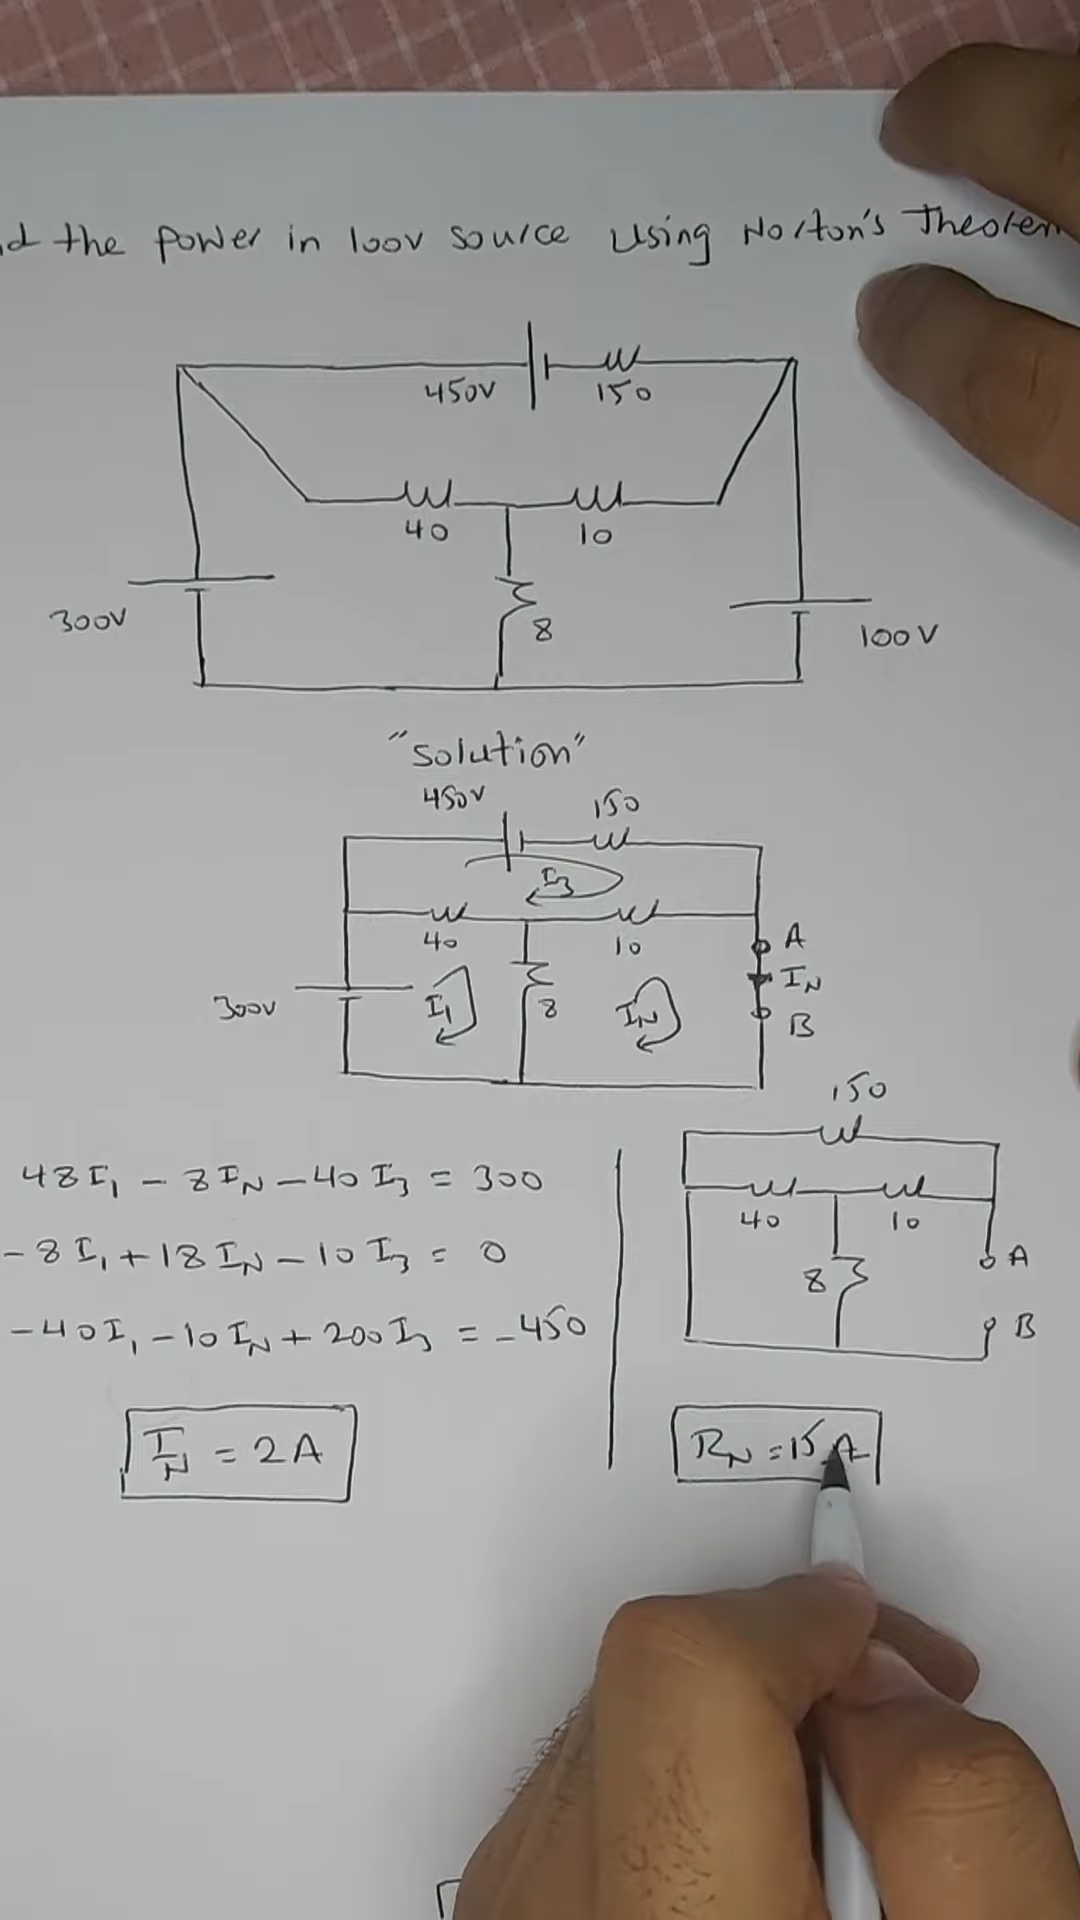 nd the power in 100V source using Norton's Theorem
450V 150
40 10
300V 8 100V
"solution"
450V 150
I3
40 10 A
300V I1 8 IN IN
B
150
48I1 - 8IN - 40I3 = 300
40 10
-8I1 + 18IN - 10I3 = 0
8 A
-40I1 - 10IN + 200I3 = -450
B
IN = 2A
RN = 15